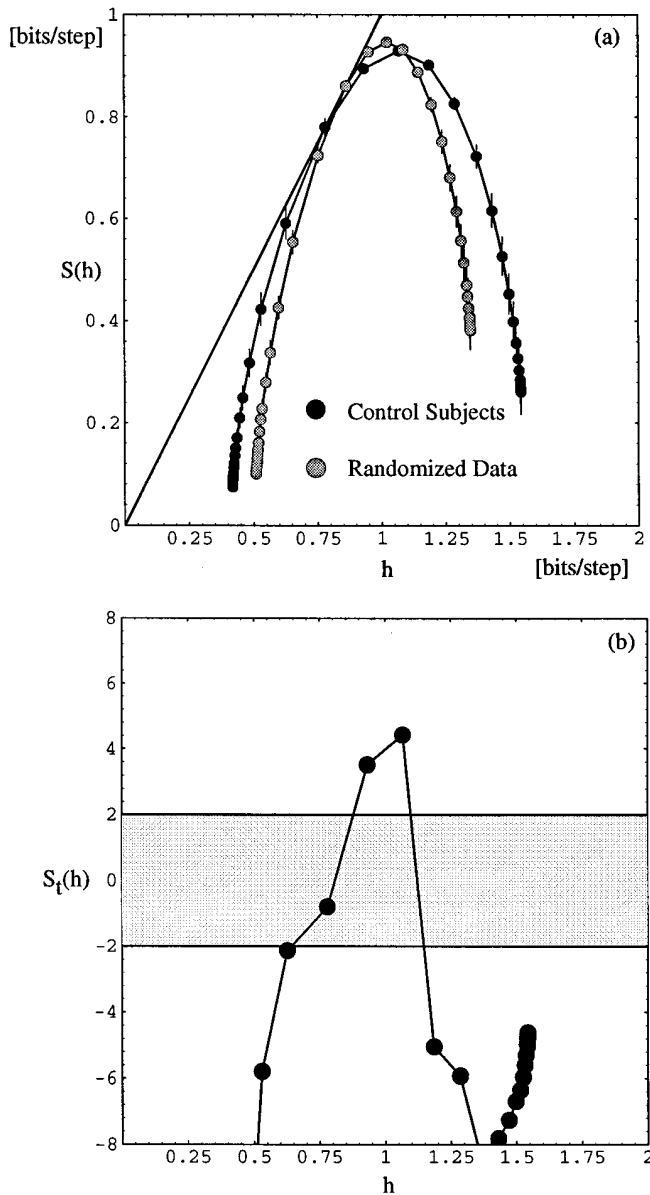 [bits/step]
(a)
1
0.8
0.6
S(h)
0.4
0.2
0
Control Subjects
Randomized Data
0.25 0.5 0.75 1 1.25 1.5 1.75 2
h [bits/step]
(b)
8
6
4
2
S_t(h) 0
-2
-4
-6
-8
0.25 0.5 0.75 1 1.25 1.5 1.75 2
h